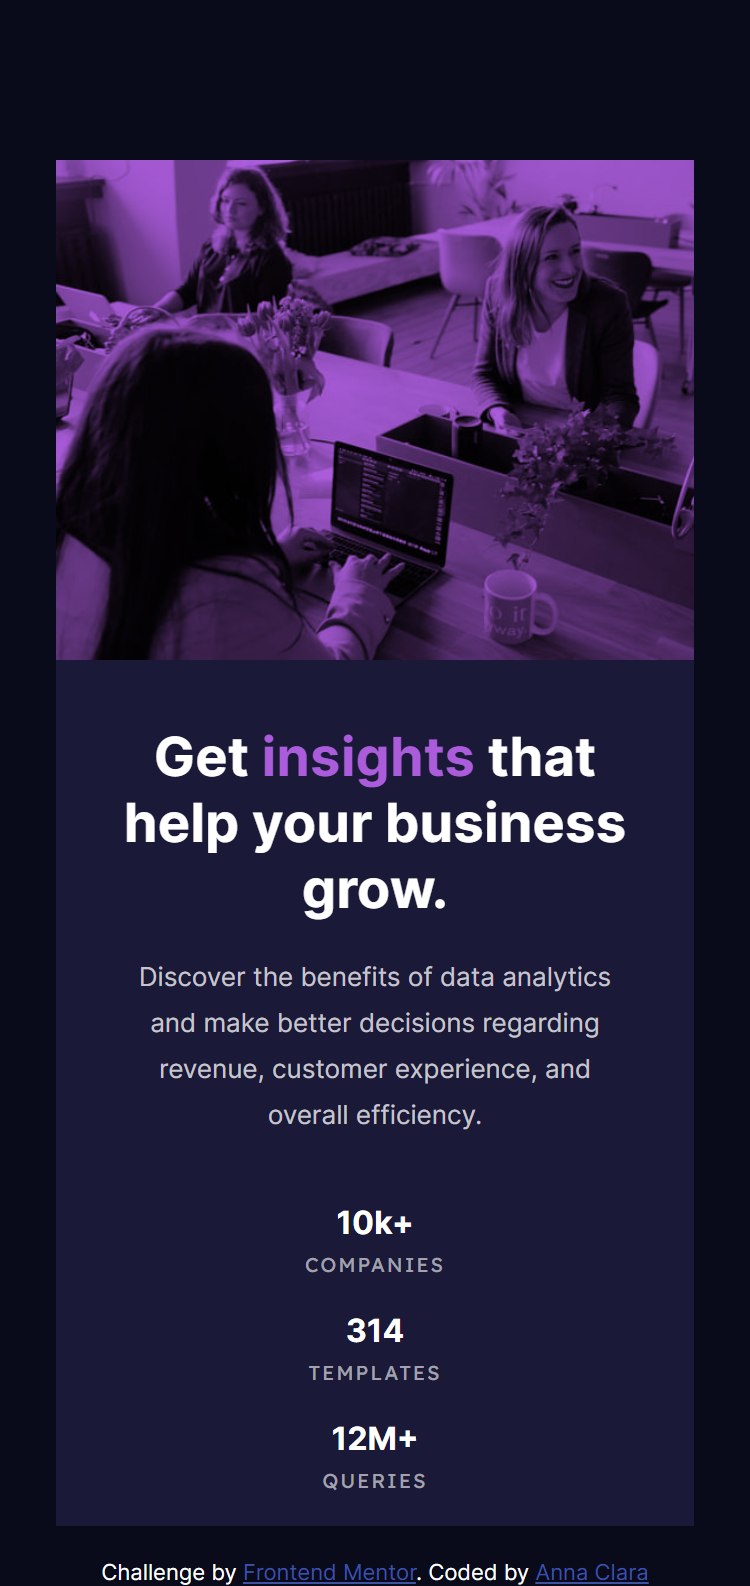 Get insights that
help your business
grow.
Discover the benefits of data analytics
and make better decisions regarding
revenue, customer experience, and
overall efficiency.
10k+
COMPANIES
314
TEMPLATES
12M+
QUERIES
Challenge by Frontend Mentor. Coded by Anna Clara